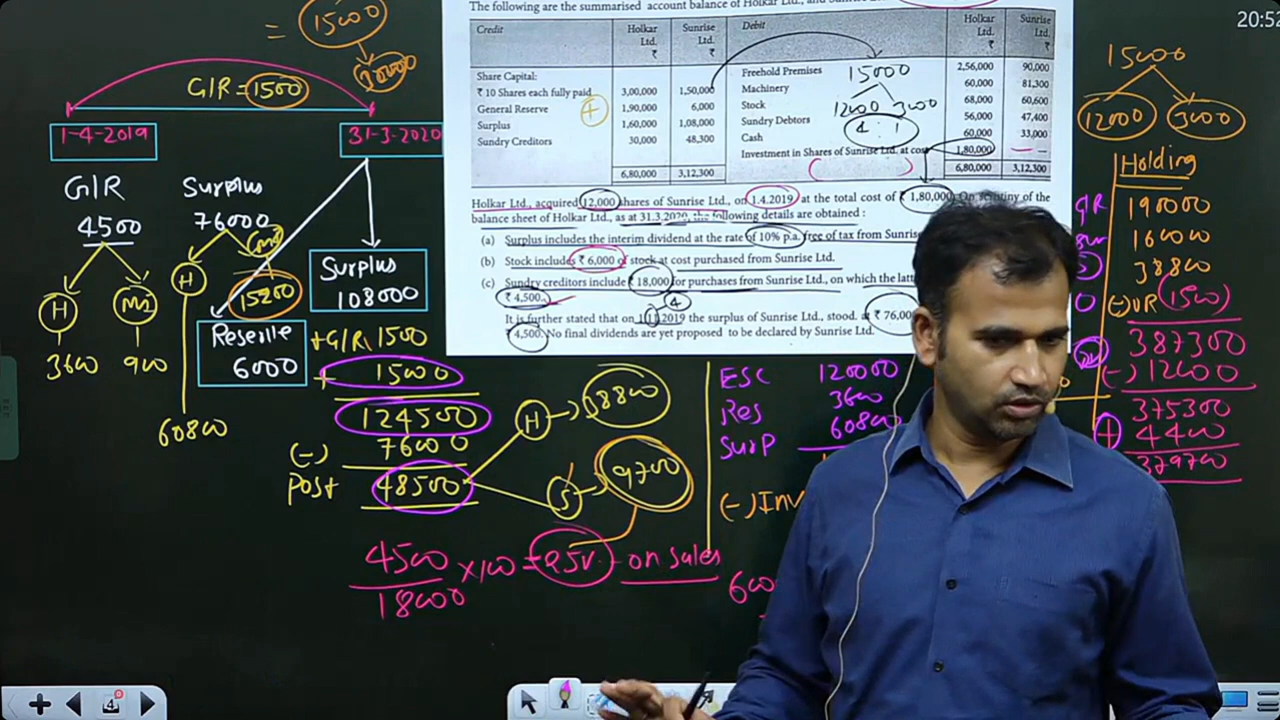 = 15000
20000
G/R = 1500
1-4-2019
31-3-2020
G/R
4500
H
MI
3600 900
Surplus
76000
H
MI
15200
60800
Reserve
6000
Surplus
108000
+G/R 1500
+ 15000
124500
(-) 76000
Post 48500
H → 38800
S → 9700
4500
18000
×100 = 25% on sales
The following are the summarised account balance of Holkar Ltd., and
Credit Holkar Ltd. ₹ Sunrise Ltd. ₹ Debit Holkar Ltd. ₹ Sunrise Ltd. ₹
Share Capital: Freehold Premises 2,56,000 90,000
₹ 10 Shares each fully paid 3,00,000 1,50,000 Machinery 60,000 81,300
General Reserve 1,90,000 6,000 Stock 68,000 60,600
Surplus 1,60,000 1,08,000 Sundry Debtors 56,000 47,400
Sundry Creditors 30,000 48,300 Cash 60,000 33,000
Investment in Shares of Sunrise Ltd. at cost 1,80,000 —
6,80,000 3,12,300 6,80,000 3,12,300
+
15000
12000 3000
4 : 1
Holkar Ltd., acquired 12,000 shares of Sunrise Ltd., on 1.4.2019 at the total cost of ₹ 1,80,000. On scrutiny of the
balance sheet of Holkar Ltd., as at 31.3.2020, the following details are obtained :
(a) Surplus includes the interim dividend at the rate of 10% p.a. free of tax from Sunrise
(b) Stock includes ₹ 6,000 of stock at cost purchased from Sunrise Ltd.
(c) Sundry creditors include ₹ 18,000 for purchases from Sunrise Ltd., on which the
₹ 4,500.
4
It is further stated that on 1.1.2019 the surplus of Sunrise Ltd., stood at ₹ 76,00
₹ 4,500. No final dividends are yet proposed to be declared by Sunrise Ltd.
ESC 120000
Res 3600
Surp 60800
(-) Inv
600
20:52
15000
12000 3000
Holding
GR 190000
160000
38800
(-) UR (1500)
387300
(-) 12000
375300
+ 4400
379700
4